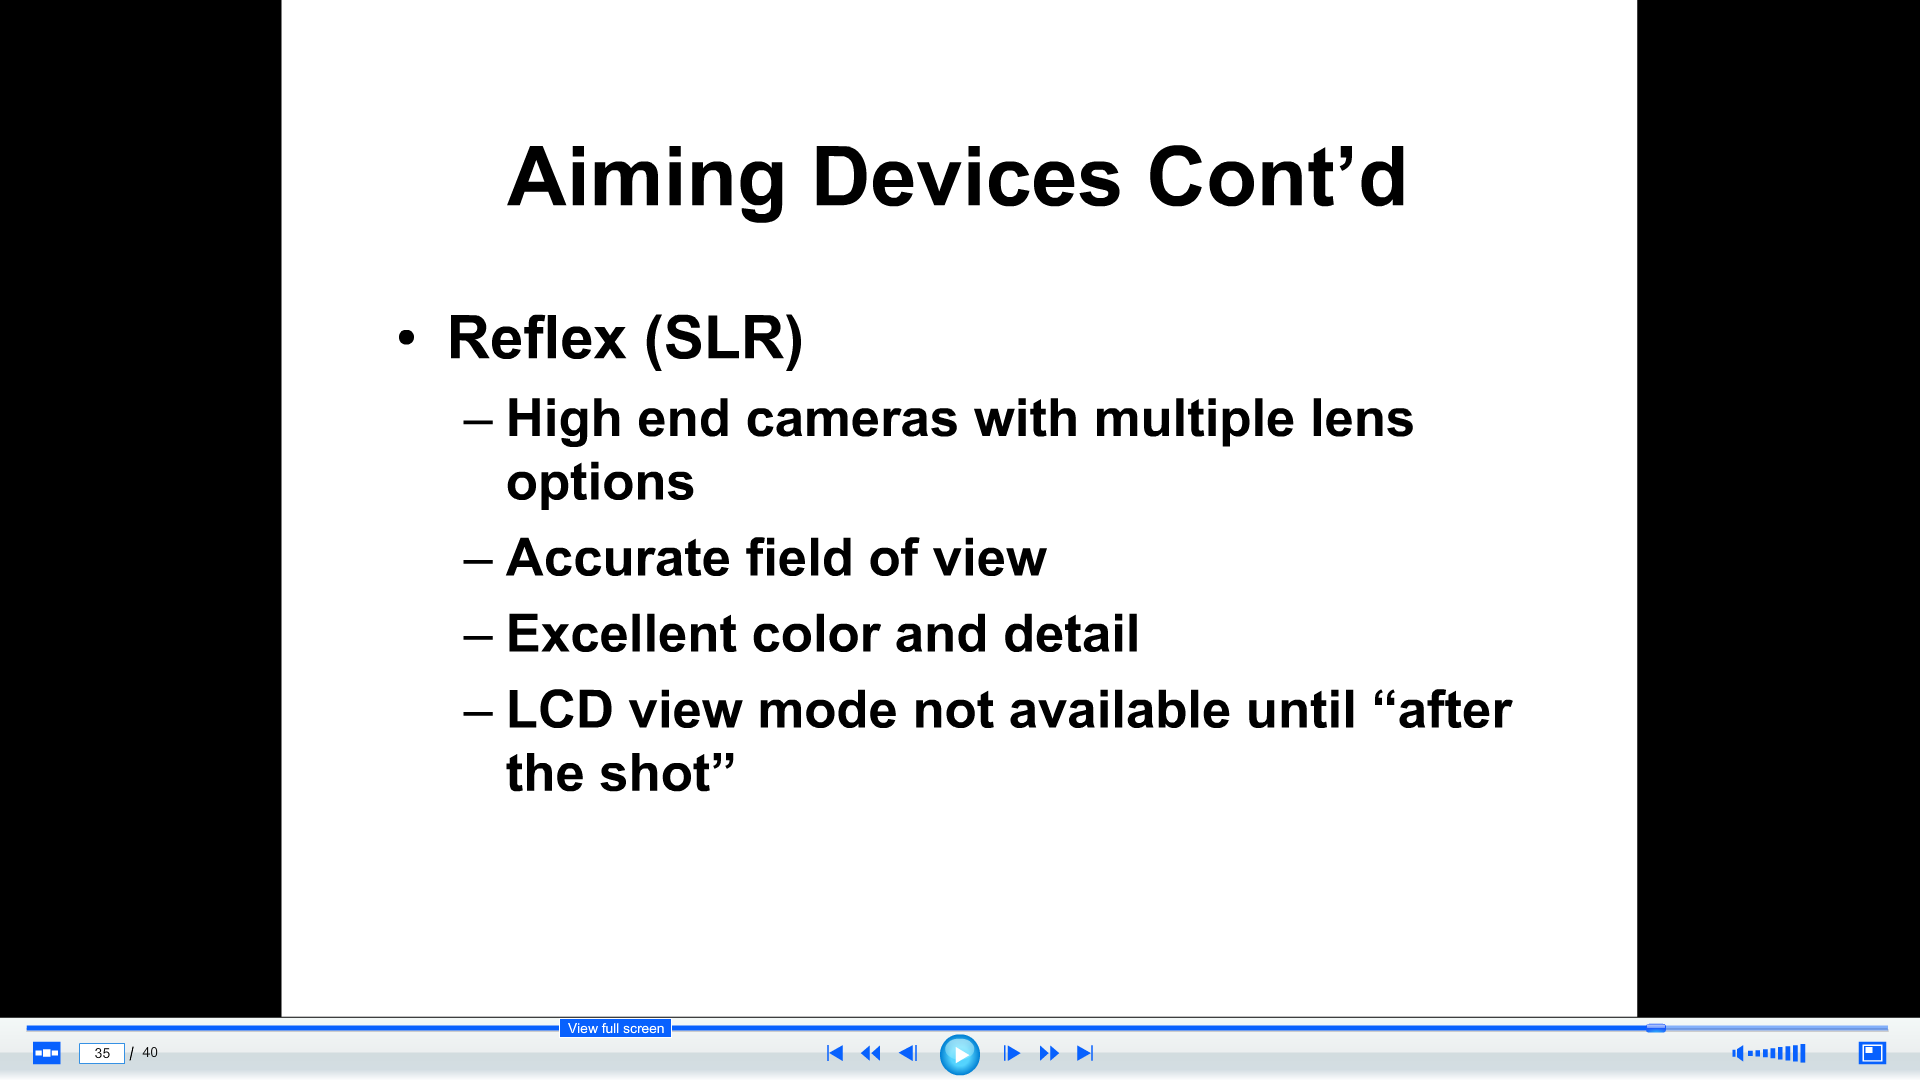 Aiming Devices Cont’d
• Reflex (SLR)
– High end cameras with multiple lens
options
– Accurate field of view
– Excellent color and detail
– LCD view mode not available until “after
the shot”
View full screen
35 / 40